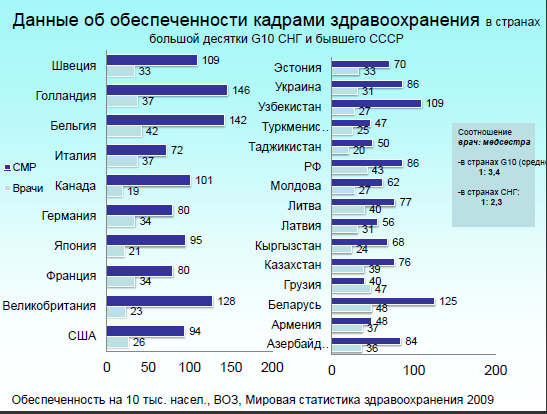 Данные об обеспеченности кадрами здравоохранения в странах
большой десятки G10 СНГ и бывшего СССР
СМР
Врачи
Швеция 109 33
Голландия 146 37
Бельгия 142 42
Италия 72 37
Канада 101 19
Германия 80 34
Япония 95 21
Франция 80 34
Великобритания 128 23
США 94 26
0 50 100 150 200
Эстония 70 33
Украина 86 31
Узбекистан 109 27
Туркменис.. 47 25
Таджикистан 50 20
РФ 86 43
Молдова 62 27
Литва 77 40
Латвия 56 31
Кыргызстан 68 24
Казахстан 76 39
Грузия 40 47
Беларусь 125 48
Армения 48 37
Азербайд.. 84 36
0 100 200
Соотношение
врач: медсестра
-в странах G10 (средне
1: 3,4
-в странах СНГ:
1: 2,3
Обеспеченность на 10 тыс. насел., ВОЗ, Мировая статистика здравоохранения 2009